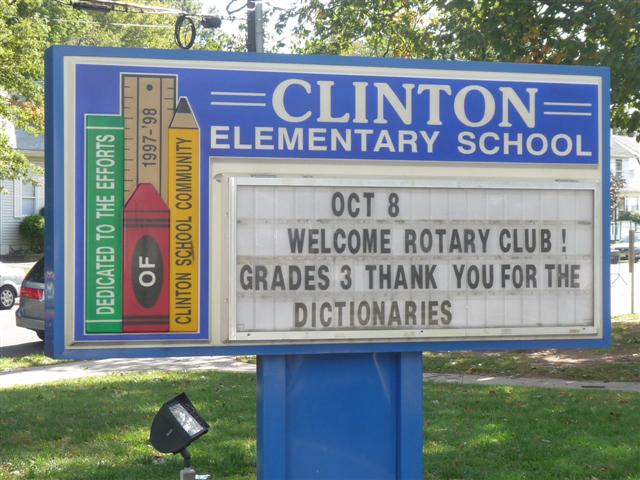 CLINTON
ELEMENTARY SCHOOL
DEDICATED TO THE EFFORTS
OF
1997-'98
CLINTON SCHOOL COMMUNITY
OCT 8
WELCOME ROTARY CLUB !
GRADES 3 THANK YOU FOR THE
DICTIONARIES